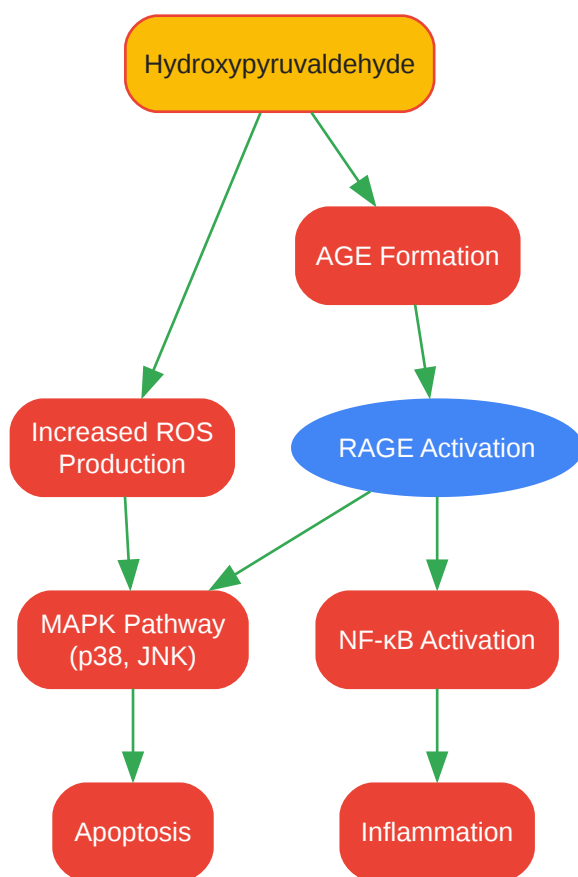 Hydroxypyruvaldehyde
AGE Formation
Increased ROS
Production
RAGE Activation
MAPK Pathway
(p38, JNK)
NF-κB Activation
Apoptosis
Inflammation